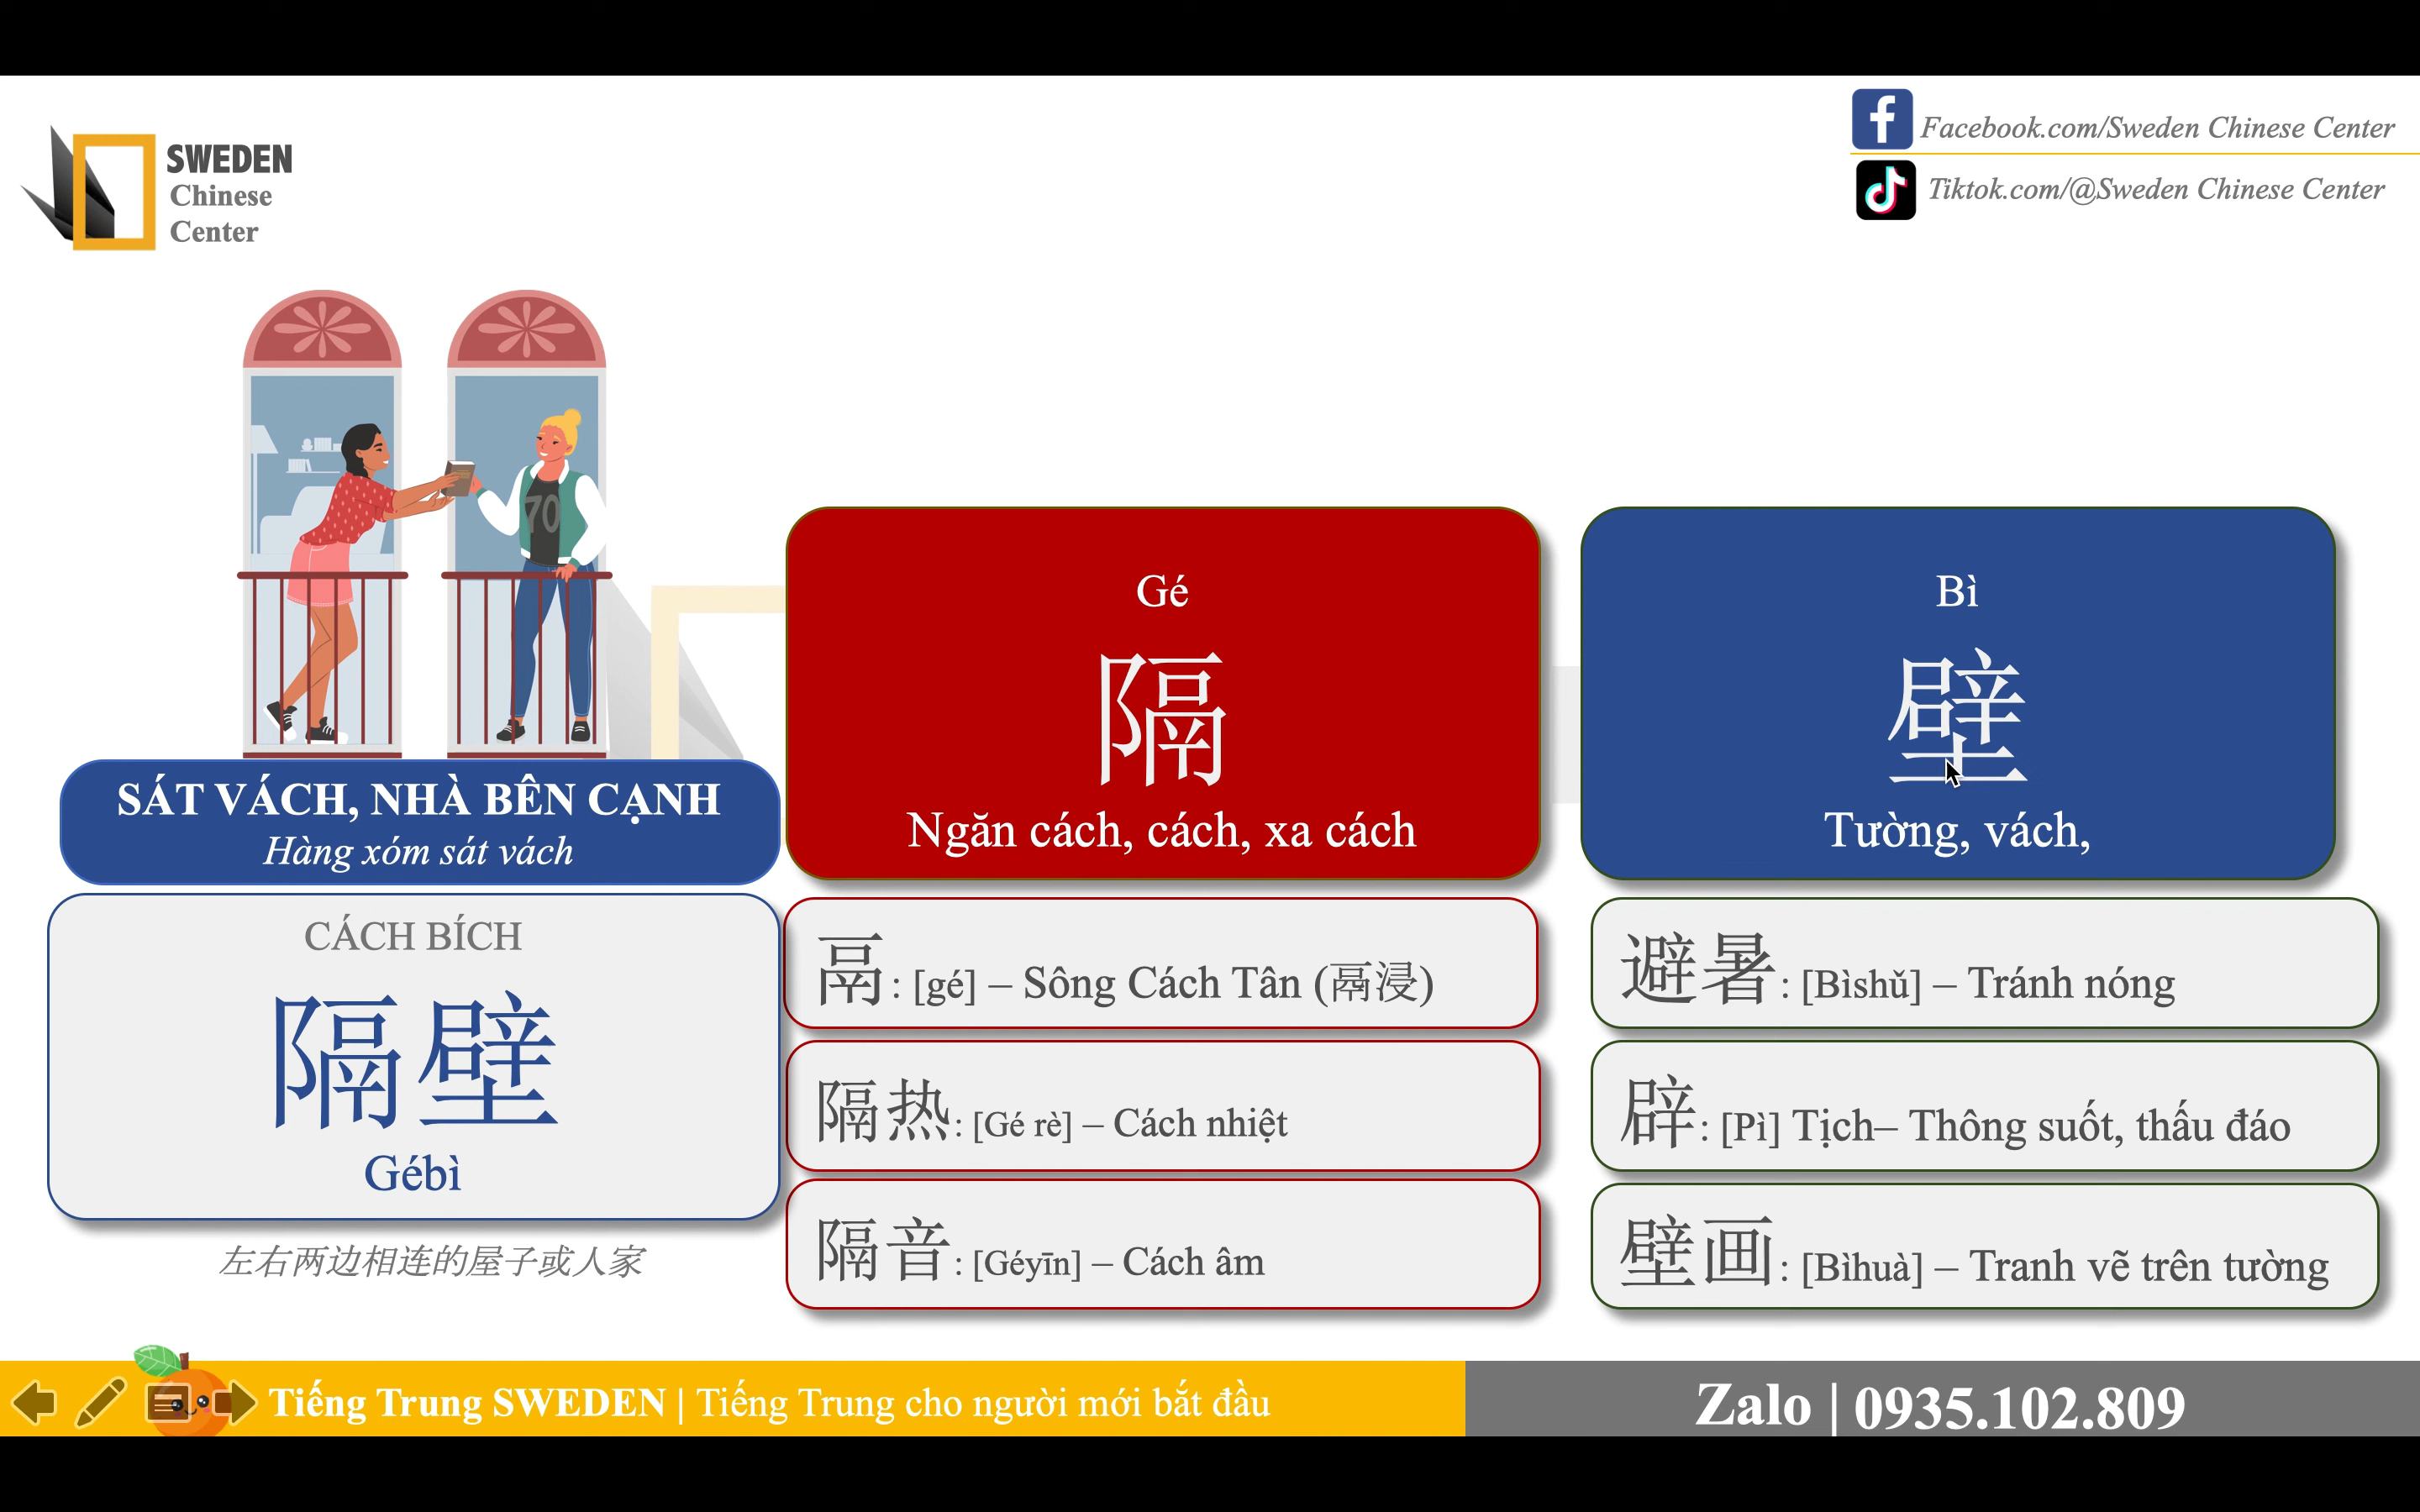 SWEDEN
Chinese
Center
Facebook.com/Sweden Chinese Center
Tiktok.com/@Sweden Chinese Center
70
SÁT VÁCH, NHÀ BÊN CẠNH
Hàng xóm sát vách
CÁCH BÍCH
隔壁
Gébì
左右两边相连的屋子或人家
Gé
隔
Ngăn cách, cách, xa cách
鬲: [gé] – Sông Cách Tân (鬲浸)
隔热: [Gé rè] – Cách nhiệt
隔音: [Géyīn] – Cách âm
Bì
壁
Tường, vách,
避暑: [Bìshǔ] – Tránh nóng
辟: [Pì] Tịch– Thông suốt, thấu đáo
壁画: [Bìhuà] – Tranh vẽ trên tường
Tiếng Trung SWEDEN | Tiếng Trung cho người mới bắt đầu
Zalo | 0935.102.809